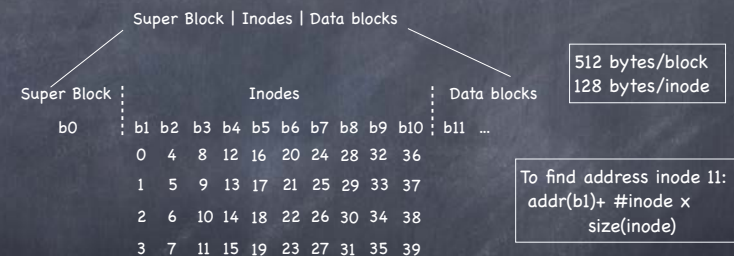 Super Block | Inodes | Data blocks
512 bytes/block
128 bytes/inode
Super Block Inodes Data blocks
b0 b1 b2 b3 b4 b5 b6 b7 b8 b9 b10 b11 ...
0 4 8 12 16 20 24 28 32 36
1 5 9 13 17 21 25 29 33 37
2 6 10 14 18 22 26 30 34 38
3 7 11 15 19 23 27 31 35 39
To find address inode 11:
addr(b1)+ #inode x
size(inode)